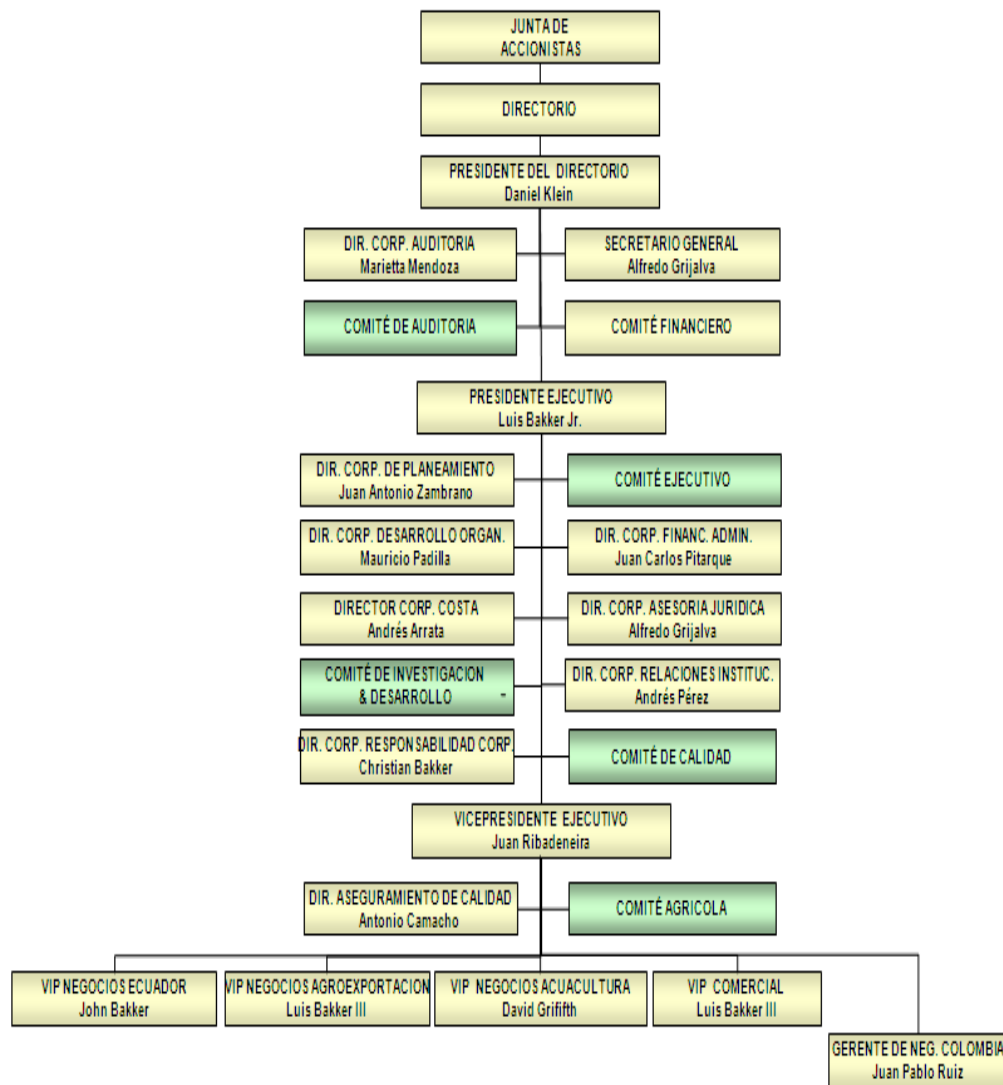 JUNTA DE
ACCIONISTAS
DIRECTORIO
PRESIDENTE DEL DIRECTORIO
Daniel Klein
DIR. CORP. AUDITORIA
Marietta Mendoza
SECRETARIO GENERAL
Alfredo Grijalva
COMITÉ DE AUDITORIA
COMITÉ FINANCIERO
PRESIDENTE EJECUTIVO
Luis Bakker Jr.
DIR. CORP. DE PLANEAMIENTO
Juan Antonio Zambrano
COMITÉ EJECUTIVO
DIR. CORP. DESARROLLO ORGAN.
Mauricio Padilla
DIR. CORP. FINANC. ADMIN.
Juan Carlos Pitarque
DIRECTOR CORP. COSTA
Andrés Arrata
DIR. CORP. ASESORIA JURIDICA
Alfredo Grijalva
COMITÉ DE INVESTIGACION
& DESARROLLO -
DIR. CORP. RELACIONES INSTITUC.
Andrés Pérez
DIR. CORP. RESPONSABILIDAD CORP.
Christian Bakker
COMITÉ DE CALIDAD
VICEPRESIDENTE EJECUTIVO
Juan Ribadeneira
DIR. ASEGURAMIENTO DE CALIDAD
Antonio Camacho
COMITÉ AGRICOLA
VIP NEGOCIOS ECUADOR
John Bakker
VIP NEGOCIOS AGROEXPORTACION
Luis Bakker III
VIP NEGOCIOS ACUACULTURA
David Grififth
VIP COMERCIAL
Luis Bakker III
GERENTE DE NEG. COLOMBIA
Juan Pablo Ruiz